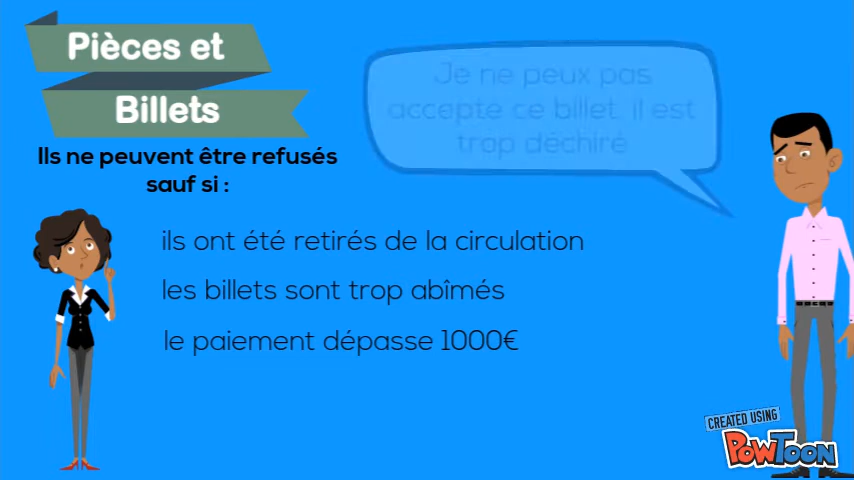 Pièces et
Billets
Ils ne peuvent être refusés
sauf si :
Je ne peux pas
accepte ce billet, il est
trop déchiré
ils ont été retirés de la circulation
les billets sont trop abîmés
le paiement dépasse 1000€
CREATED USING
PowToon